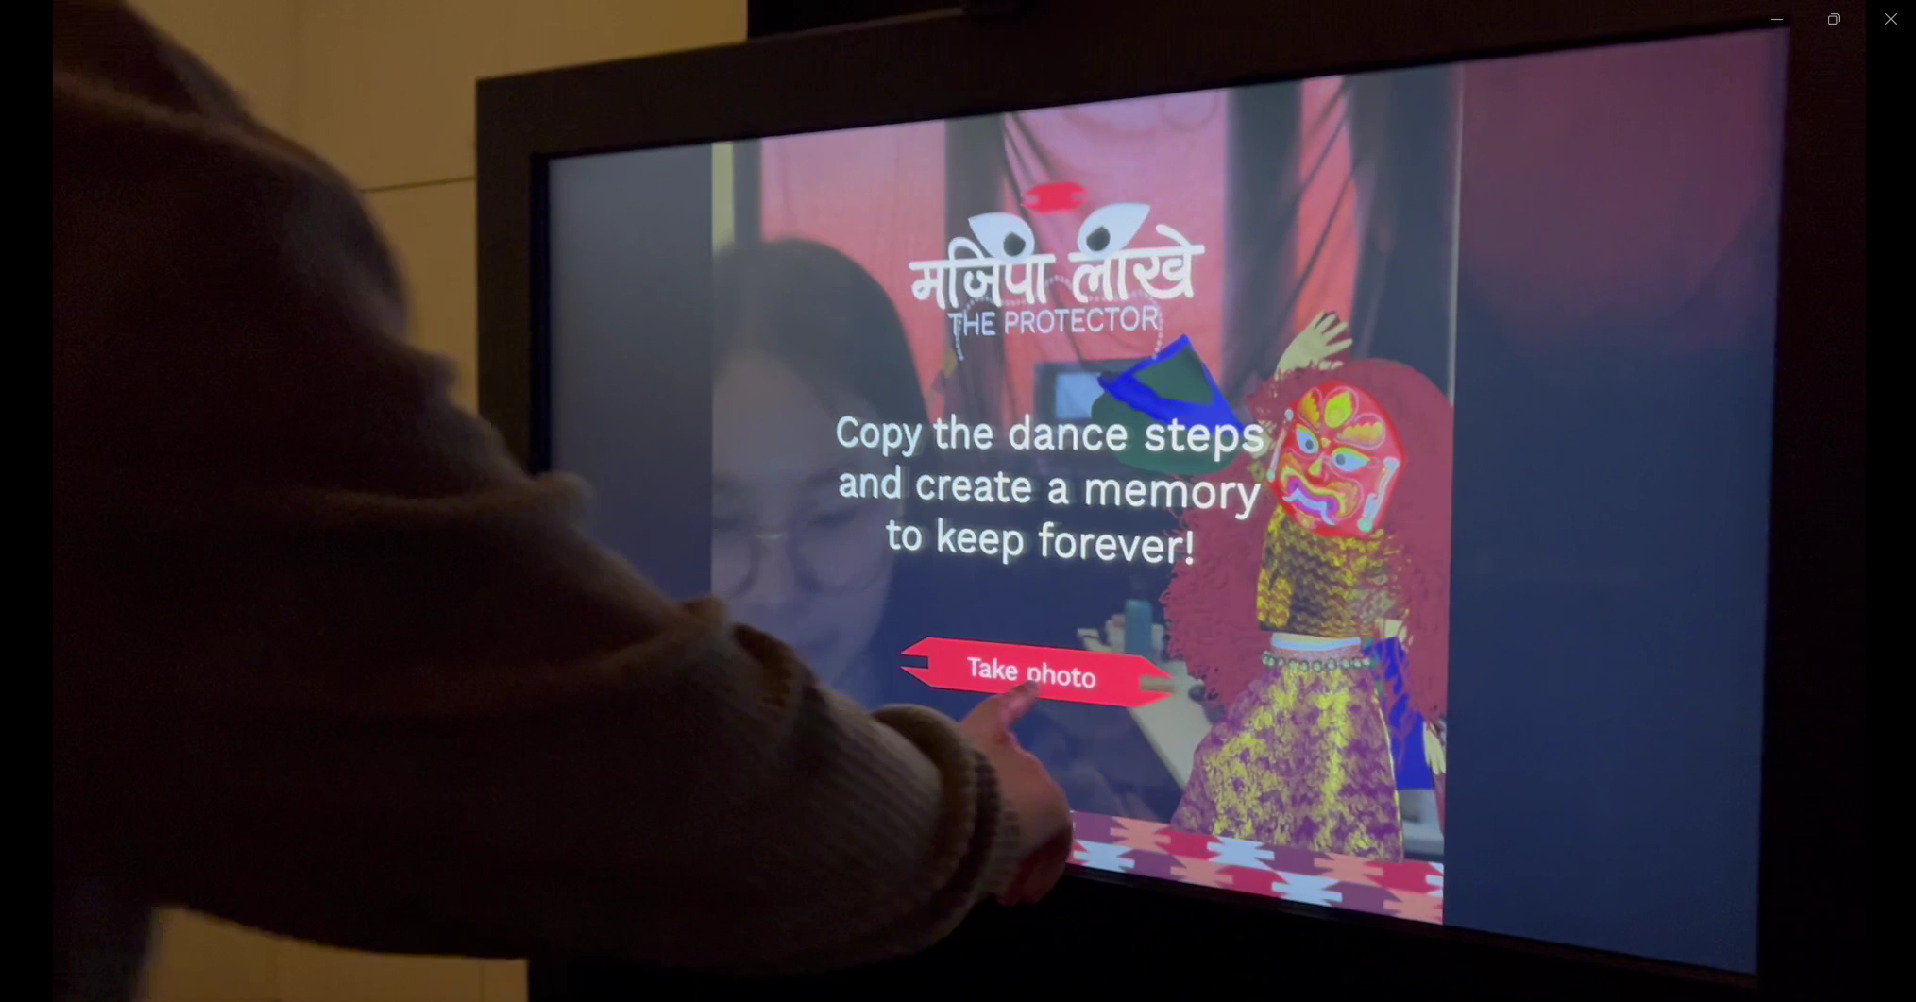 मजिपा लाखे
THE PROTECTOR
Copy the dance steps
and create a memory
to keep forever!
Take photo